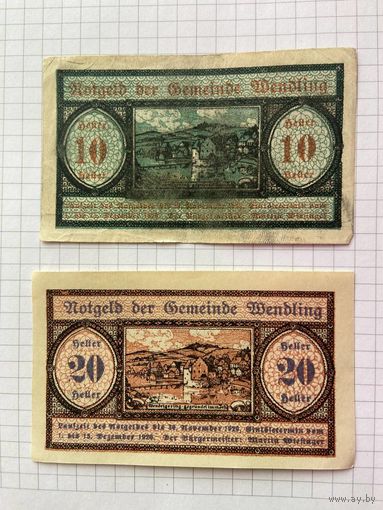 Notgeld der Gemeinde Wendling
Heller
10
Heller
Heller
10
Heller
Notgeld der Gemeinde Wendling
Heller
20
Heller
Heller
20
Heller
Laufzeit des Notgeldes bis 30. November 1920, Einlösetermin vom
1. bis 15. Dezember 1920. Der Bürgermeister: Martin Wiesinger
www.ay.by